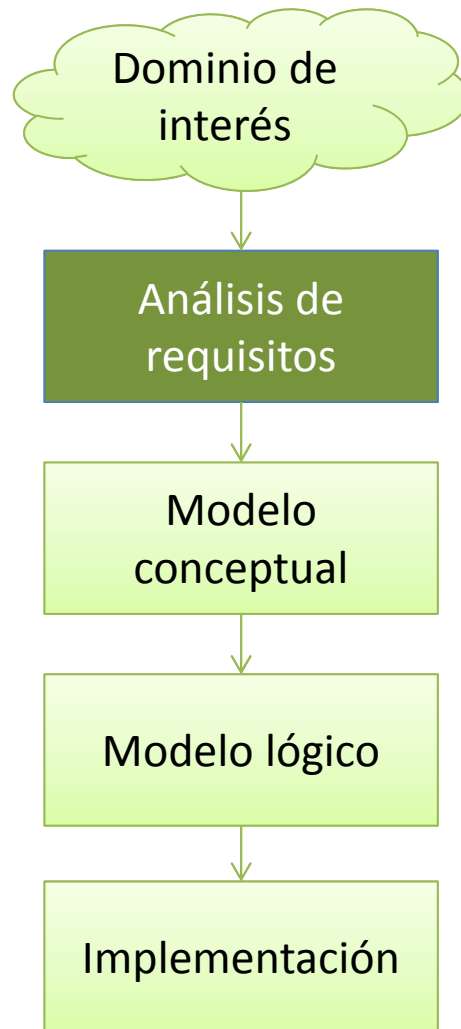 Dominio de
interés
Análisis de
requisitos
Modelo
conceptual
Modelo lógico
Implementación